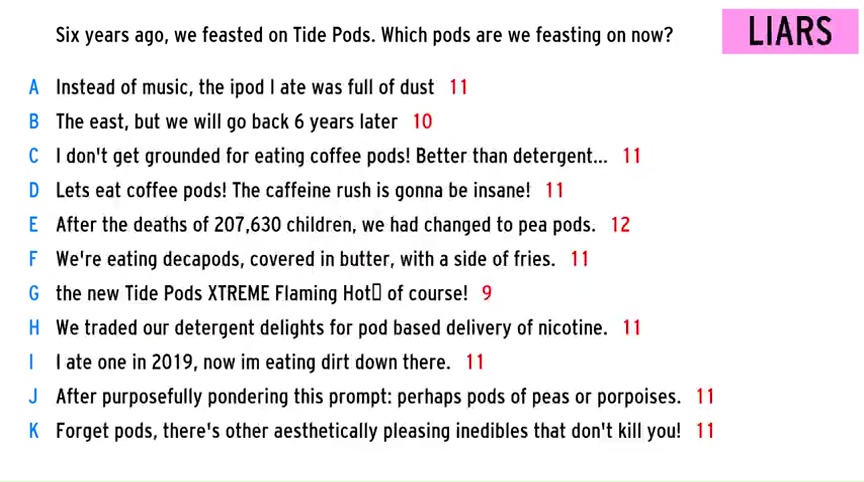 Six years ago, we feasted on Tide Pods. Which pods are we feasting on now? LIARS
A Instead of music, the ipod I ate was full of dust 11
B The east, but we will go back 6 years later 10
C I don't get grounded for eating coffee pods! Better than detergent... 11
D Lets eat coffee pods! The caffeine rush is gonna be insane! 11
E After the deaths of 207,630 children, we had changed to pea pods. 12
F We're eating decapods, covered in butter, with a side of fries. 11
G the new Tide Pods XTREME Flaming Hot▯ of course! 9
H We traded our detergent delights for pod based delivery of nicotine. 11
I I ate one in 2019, now im eating dirt down there. 11
J After purposefully pondering this prompt: perhaps pods of peas or porpoises. 11
K Forget pods, there's other aesthetically pleasing inedibles that don't kill you! 11